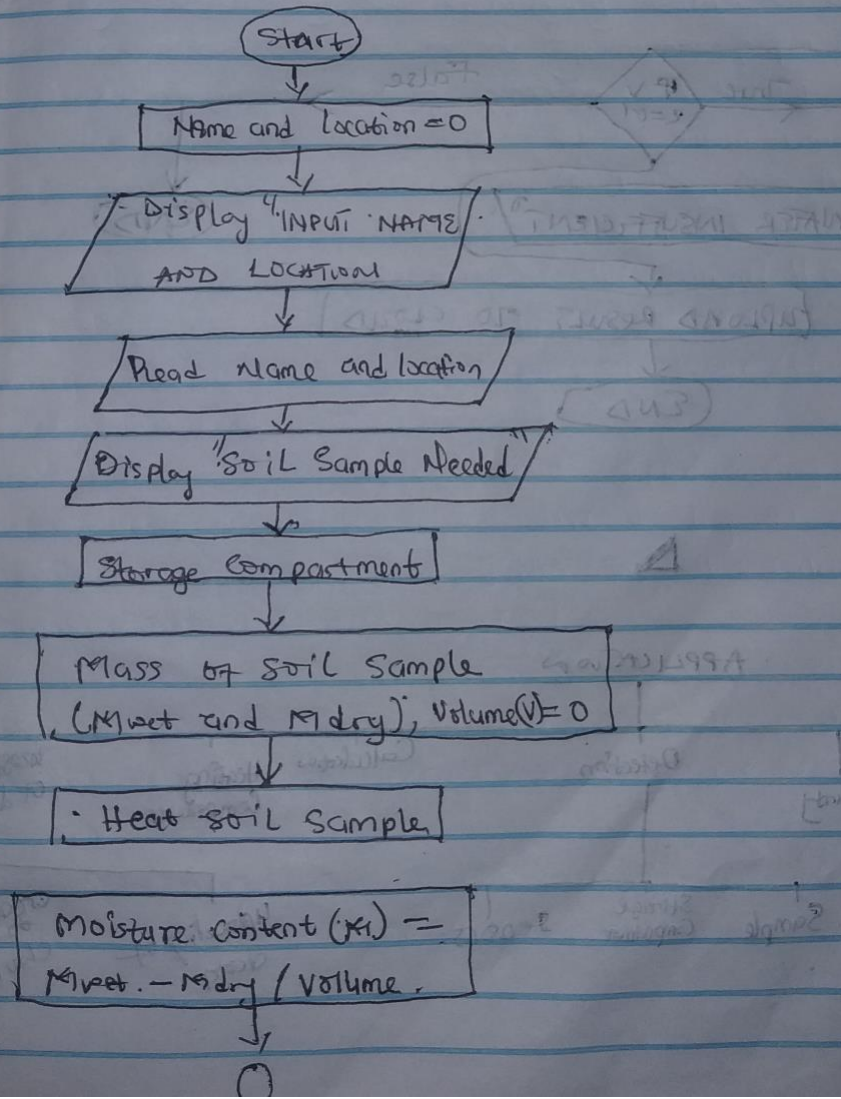 Start
Name and location = 0
Display "INPUT NAME
AND LOCATION
Read Name and location
Display "Soil Sample Needed"
Storage Compartment
Mass of soil Sample
(Mwet and Mdry), Volume(V)= 0
Heat soil Sample
Moisture content (M) =
Mwet - Mdry / Volume.